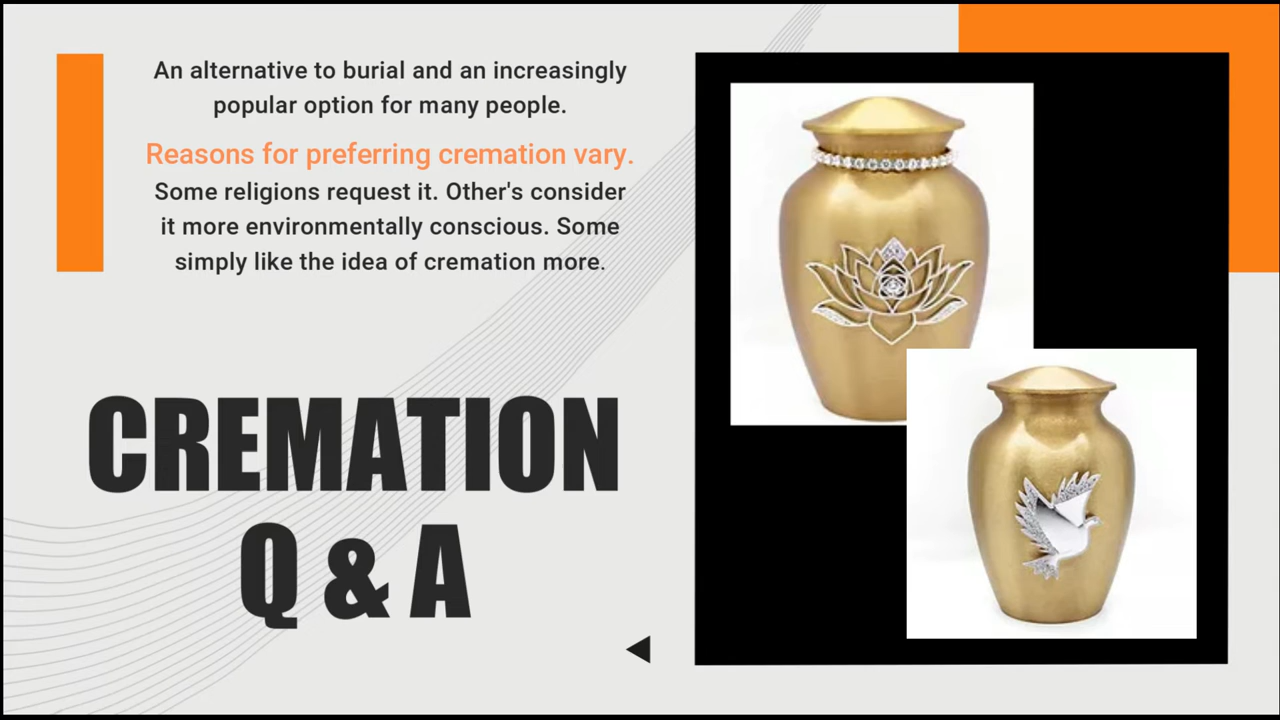 An alternative to burial and an increasingly
popular option for many people.
Reasons for preferring cremation vary.
Some religions request it. Other's consider
it more environmentally conscious. Some
simply like the idea of cremation more.
CREMATION
Q & A